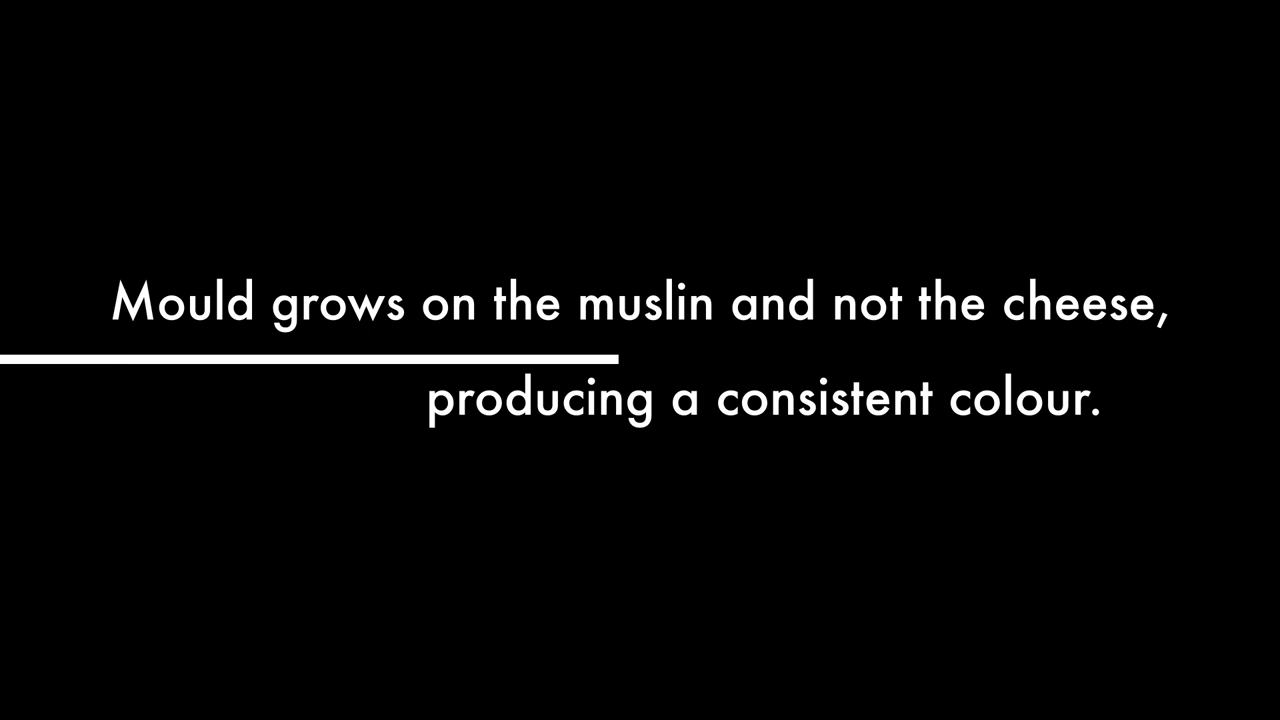 Mould grows on the muslin and not the cheese,
producing a consistent colour.